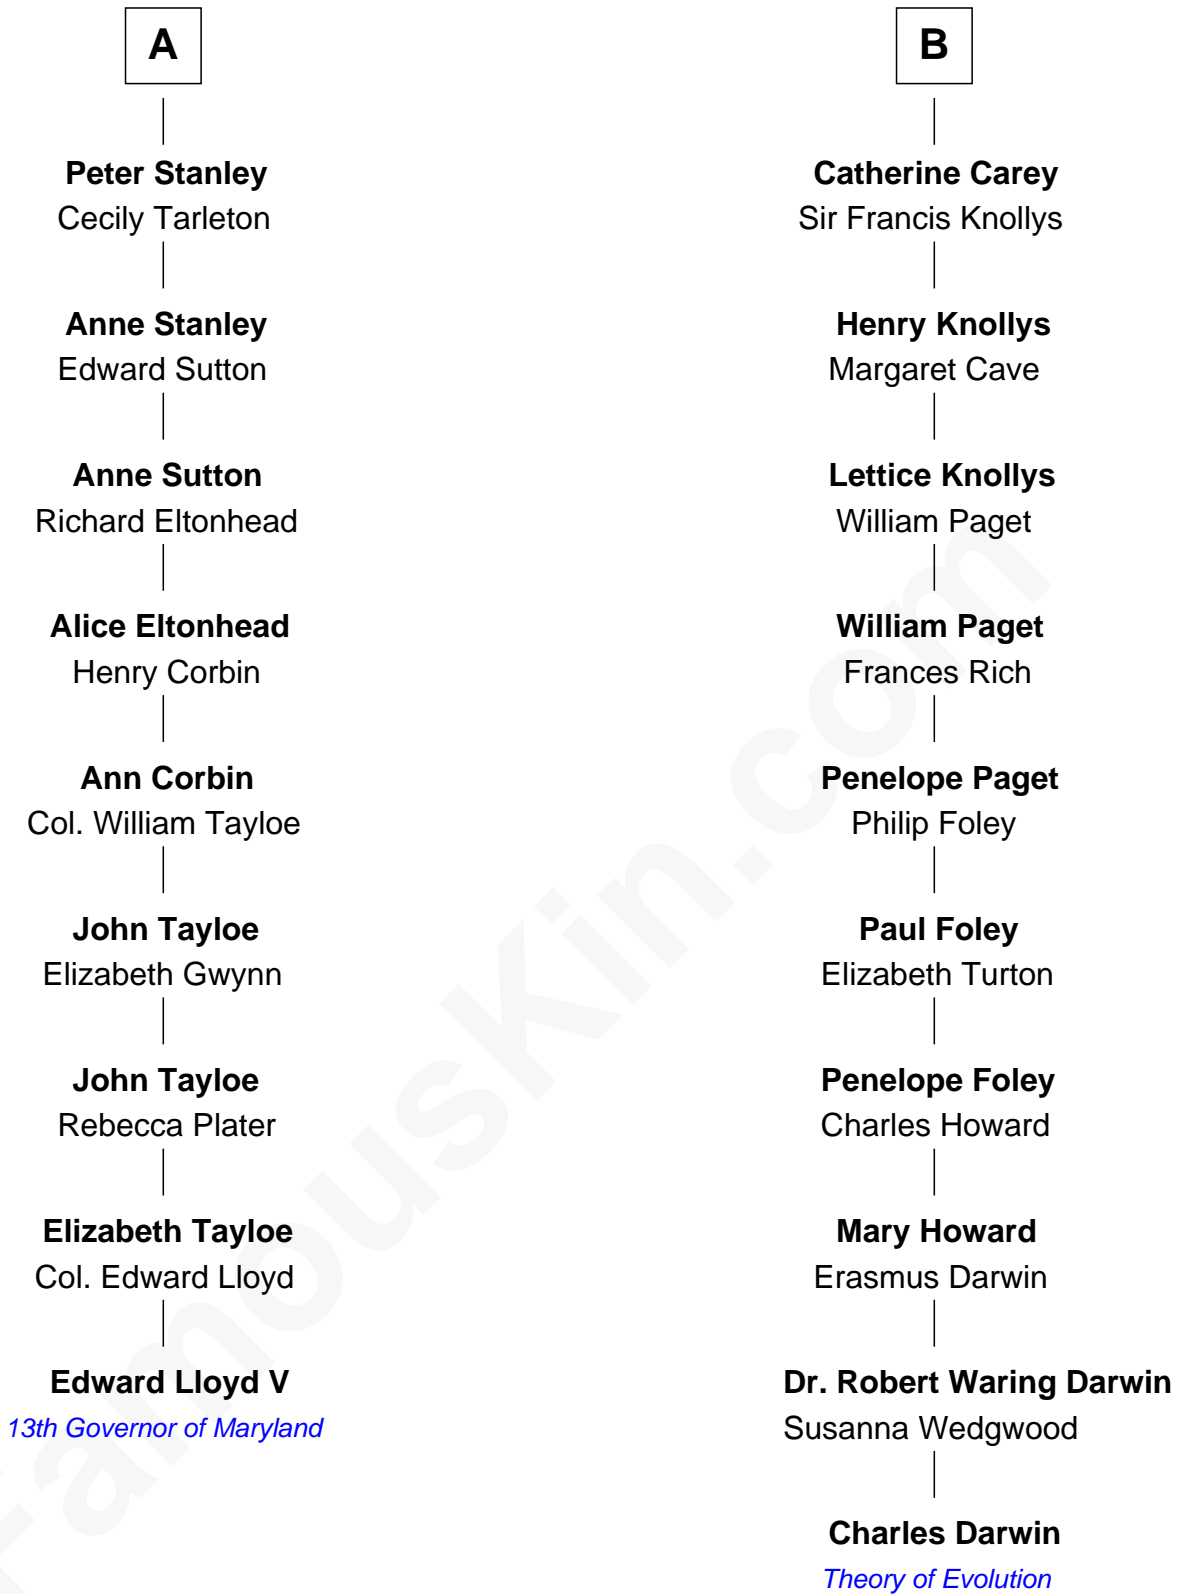 A
Peter Stanley
Cecily Tarleton
Anne Stanley
Edward Sutton
Anne Sutton
Richard Eltonhead
Alice Eltonhead
Henry Corbin
Ann Corbin
Col. William Tayloe
John Tayloe
Elizabeth Gwynn
John Tayloe
Rebecca Plater
Elizabeth Tayloe
Col. Edward Lloyd
Edward Lloyd V
13th Governor of Maryland
B
Catherine Carey
Sir Francis Knollys
Henry Knollys
Margaret Cave
Lettice Knollys
William Paget
William Paget
Frances Rich
Penelope Paget
Philip Foley
Paul Foley
Elizabeth Turton
Penelope Foley
Charles Howard
Mary Howard
Erasmus Darwin
Dr. Robert Waring Darwin
Susanna Wedgwood
Charles Darwin
Theory of Evolution
FamousKin.com